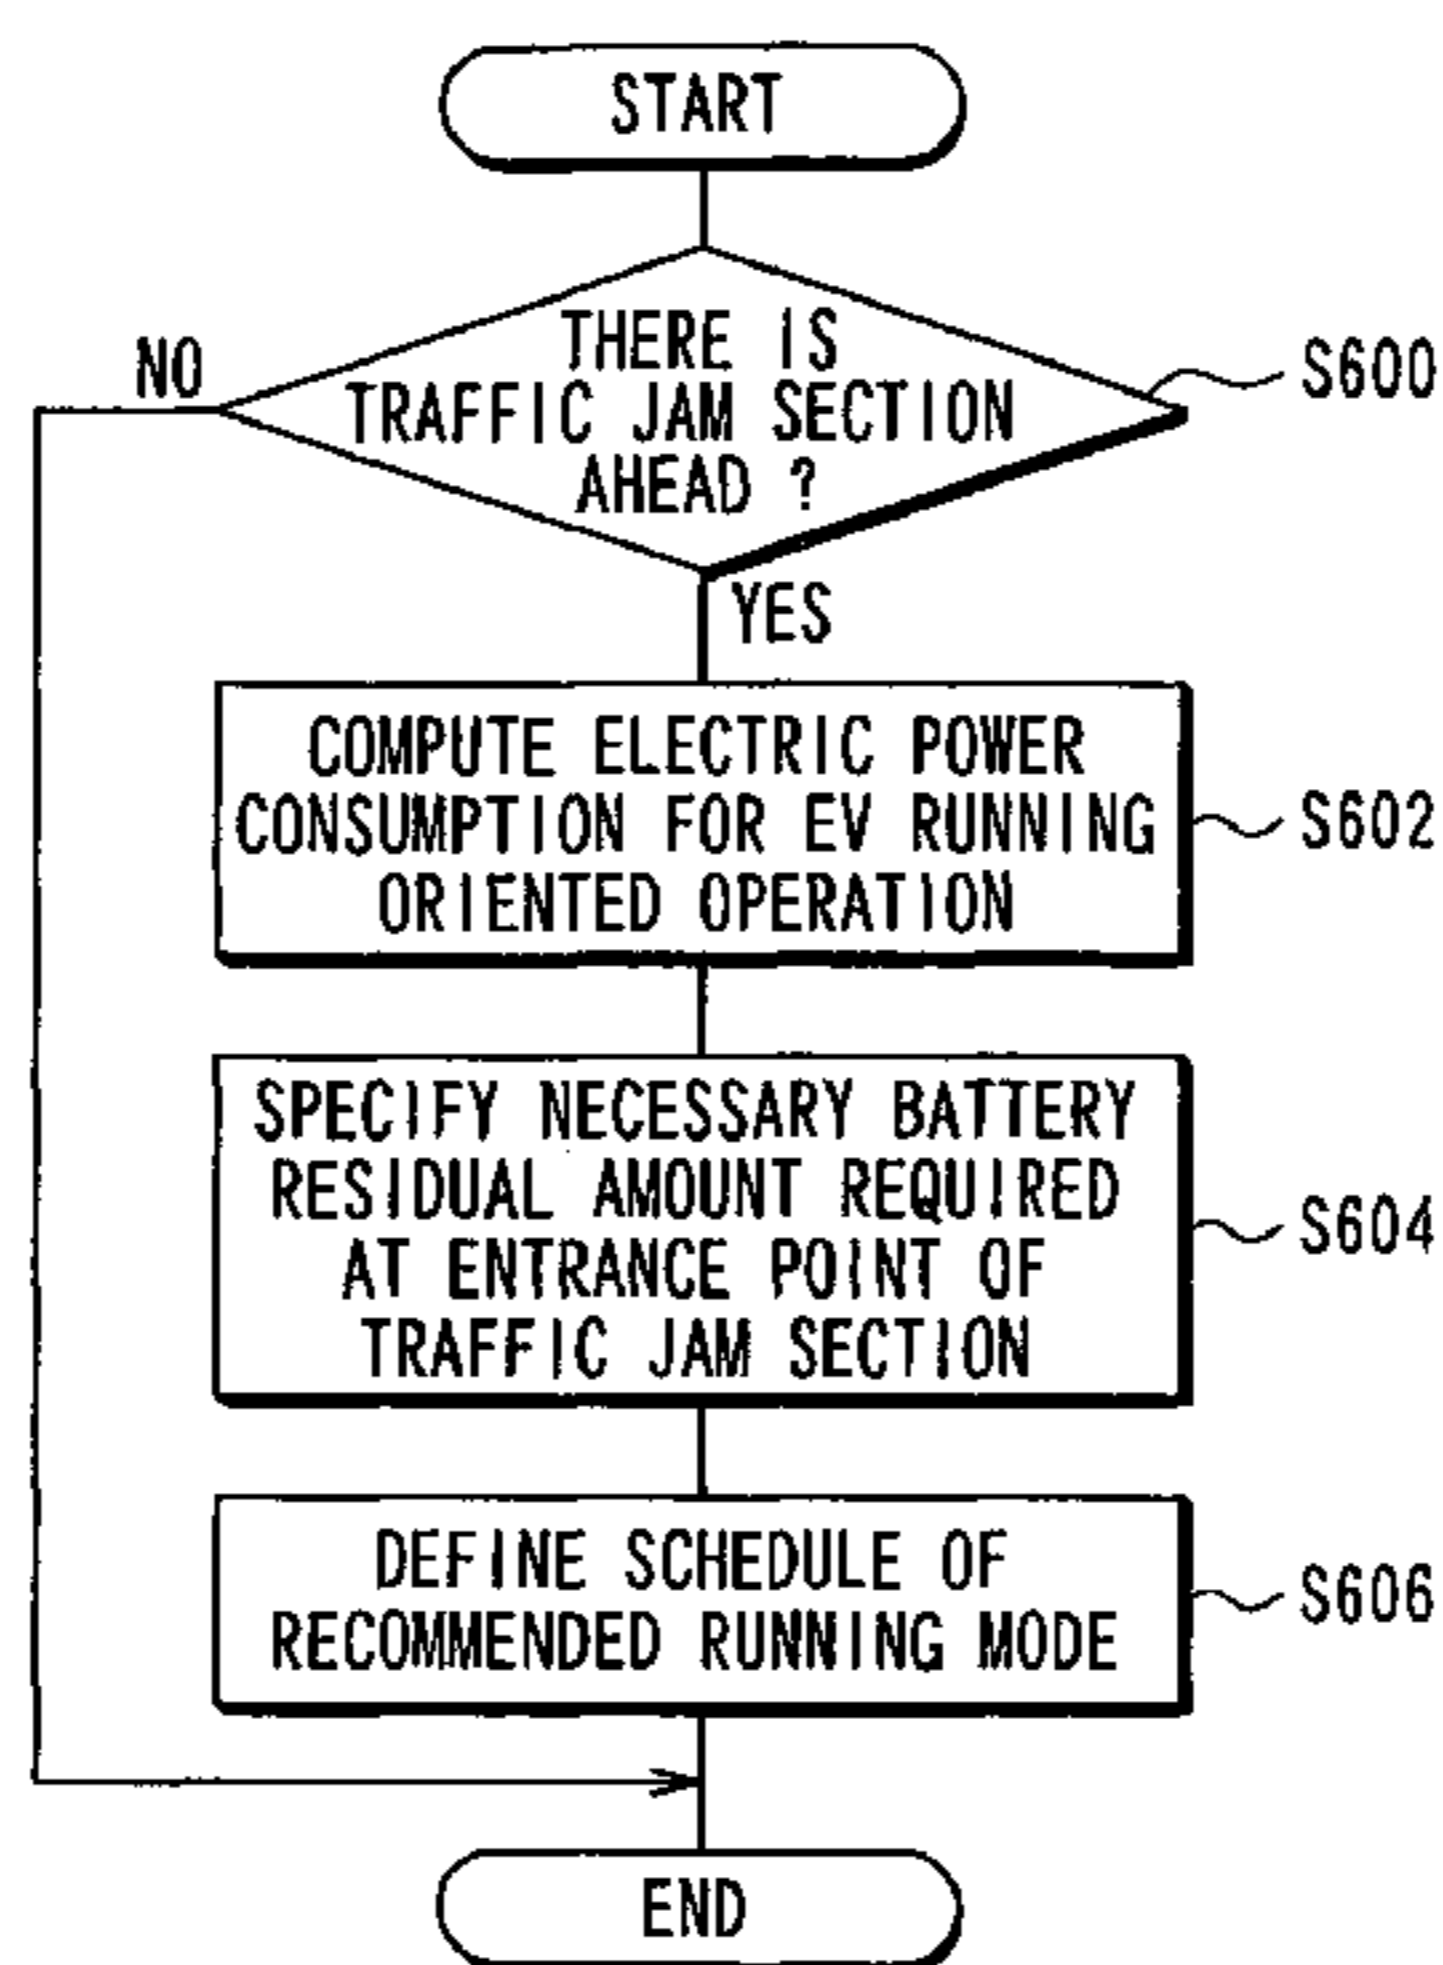 START
THERE IS
TRAFFIC JAM SECTION
AHEAD ?
NO
S600
YES
COMPUTE ELECTRIC POWER
CONSUMPTION FOR EV RUNNING
ORIENTED OPERATION
S602
SPECIFY NECESSARY BATTERY
RESIDUAL AMOUNT REQUIRED
AT ENTRANCE POINT OF
TRAFFIC JAM SECTION
S604
DEFINE SCHEDULE OF
RECOMMENDED RUNNING MODE
S606
END